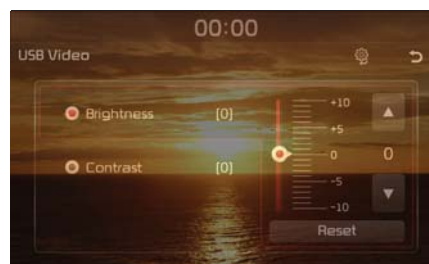 00:00
USB Video
Brightness [0]
Contrast [0]
+10
+5
0
-5
-10
0
Reset